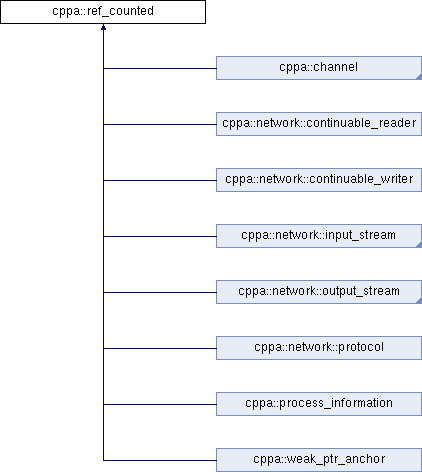 cppa::ref_counted
cppa::channel
cppa::network::continuable_reader
cppa::network::continuable_writer
cppa::network::input_stream
cppa::network::output_stream
cppa::network::protocol
cppa::process_information
cppa::weak_ptr_anchor